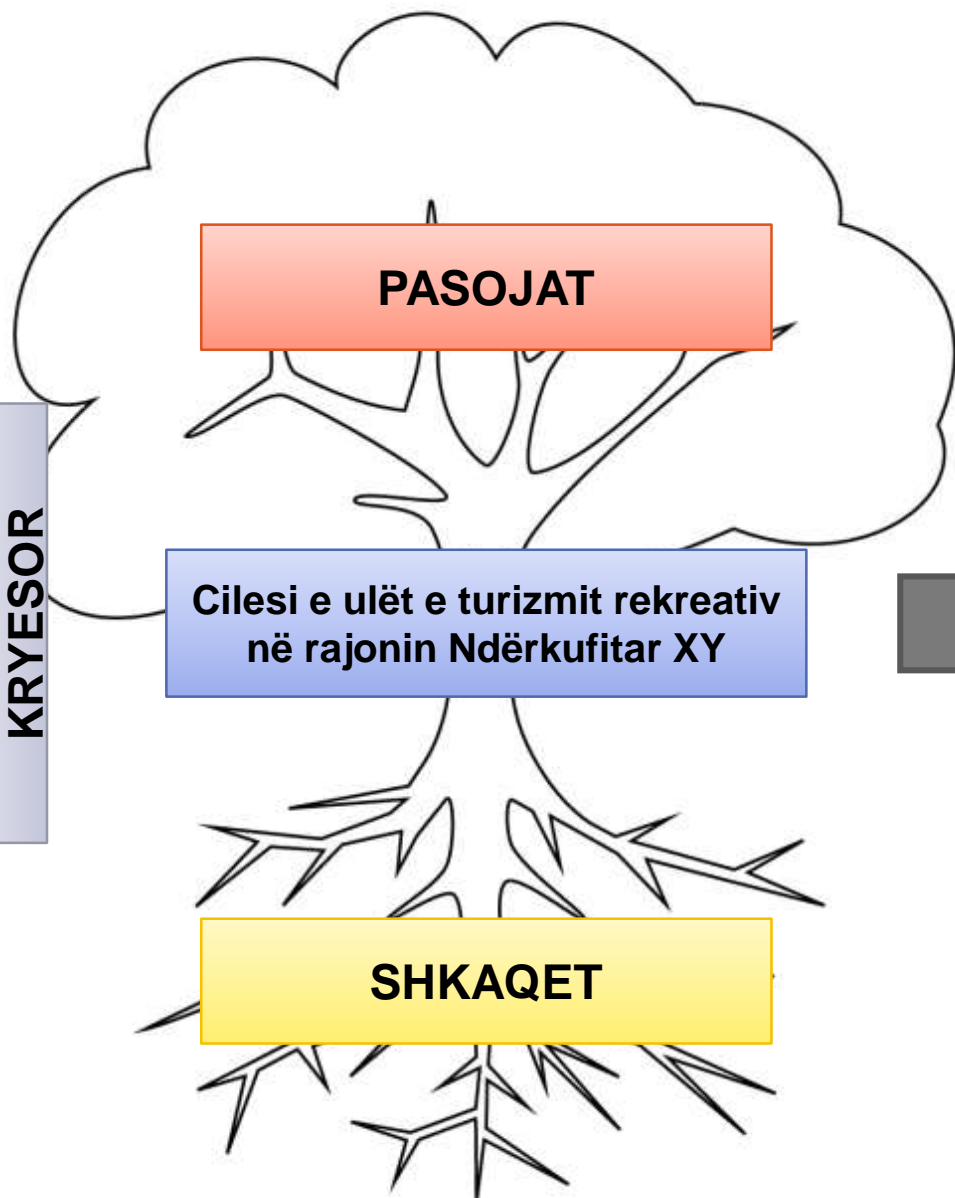 PASOJAT
KRYESOR
Cilesi e ulët e turizmit rekreativ
në rajonin Ndërkufitar XY
SHKAQET